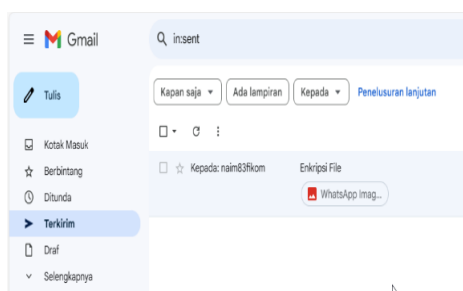 Gmail
in:sent
Tulis
Kapan saja
Ada lampiran
Kepada
Penelusuran lanjutan
Kotak Masuk
Berbintang
Ditunda
Terkirim
Draf
Selengkapnya
Kepada: naim83fikom
Enkripsi File
WhatsApp Imag...